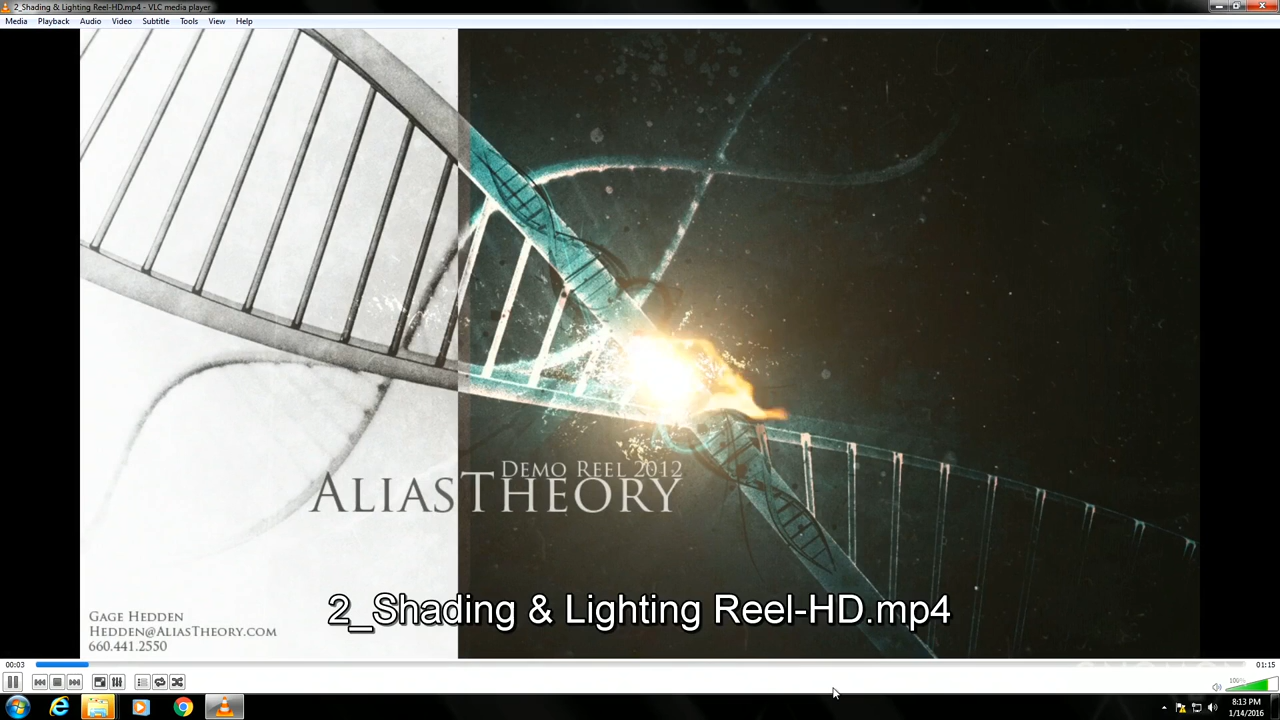 2_Shading & Lighting Reel-HD.mp4 - VLC media player
Media Playback Audio Video Subtitle Tools View Help
DEMO REEL 2012
ALIASTHEORY
2_Shading & Lighting Reel-HD.mp4
GAGE HEDDEN
HEDDEN@ALIASTHEORY.COM
660.441.2550
00:03
01:15
100%
8:13 PM
1/14/2016